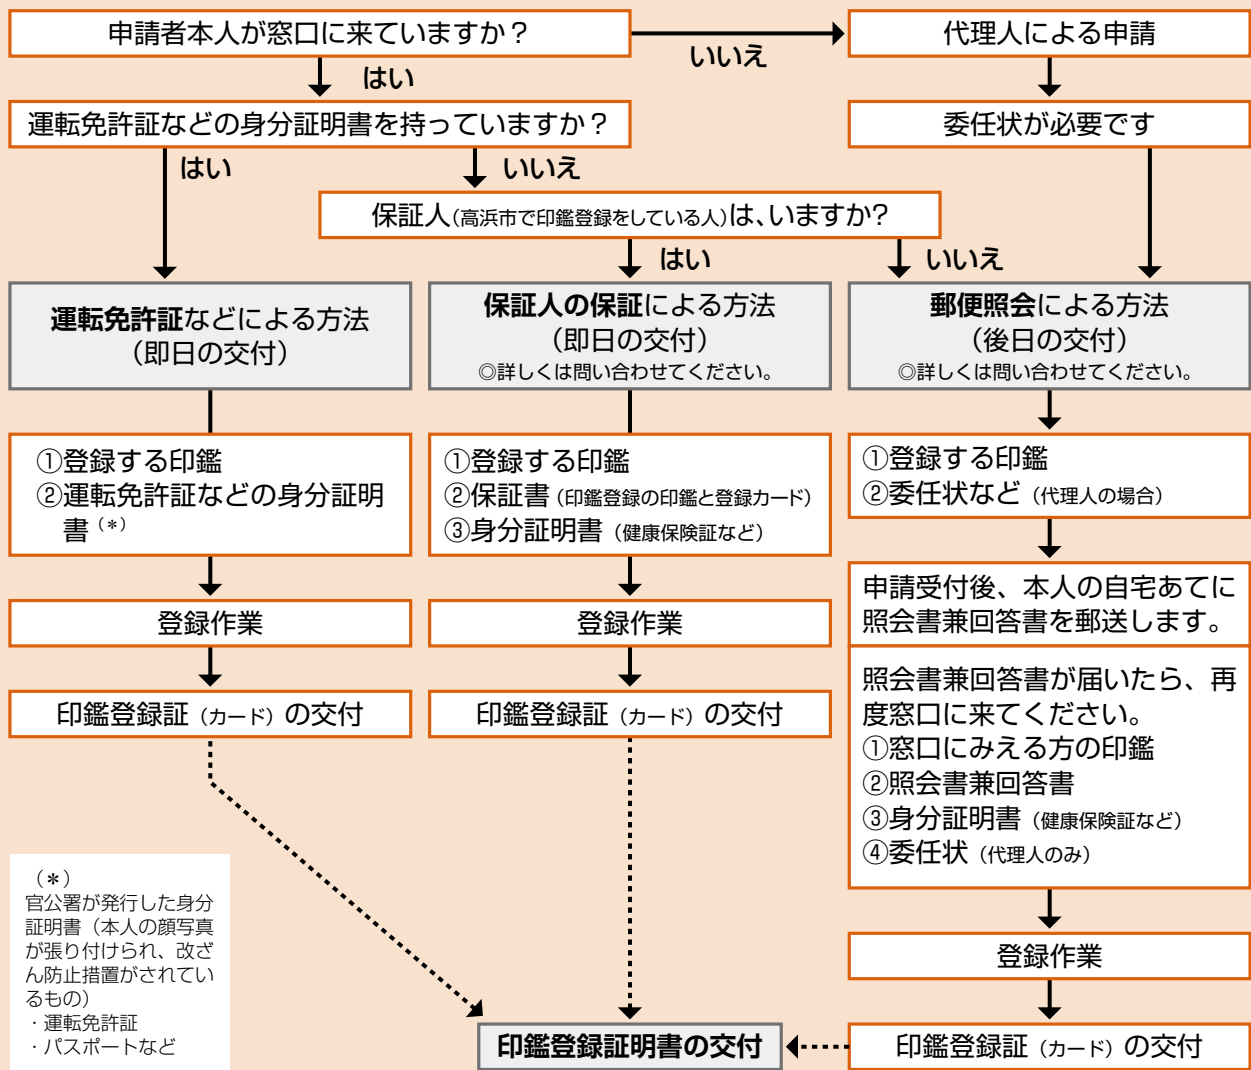 申請者本人が窓口に来ていますか？
いいえ
代理人による申請
はい
運転免許証などの身分証明書を持っていますか？
委任状が必要です
はい
いいえ
保証人（高浜市で印鑑登録をしている人）は、いますか?
はい
いいえ
運転免許証などによる方法
（即日の交付）
保証人の保証による方法
（即日の交付）
◎詳しくは問い合わせてください。
郵便照会による方法
（後日の交付）
◎詳しくは問い合わせてください。
①登録する印鑑
②運転免許証などの身分証明
書（*）
①登録する印鑑
②保証書（印鑑登録の印鑑と登録カード）
③身分証明書（健康保険証など）
①登録する印鑑
②委任状など（代理人の場合）
登録作業
登録作業
申請受付後、本人の自宅あてに
照会書兼回答書を郵送します。
印鑑登録証（カード）の交付
印鑑登録証（カード）の交付
照会書兼回答書が届いたら、再
度窓口に来てください。
①窓口にみえる方の印鑑
②照会書兼回答書
③身分証明書（健康保険証など）
④委任状（代理人のみ）
（*）
官公署が発行した身分
証明書（本人の顔写真
が張り付けられ、改ざ
ん防止措置がされてい
るもの）
・運転免許証
・パスポートなど
登録作業
印鑑登録証明書の交付
印鑑登録証（カード）の交付